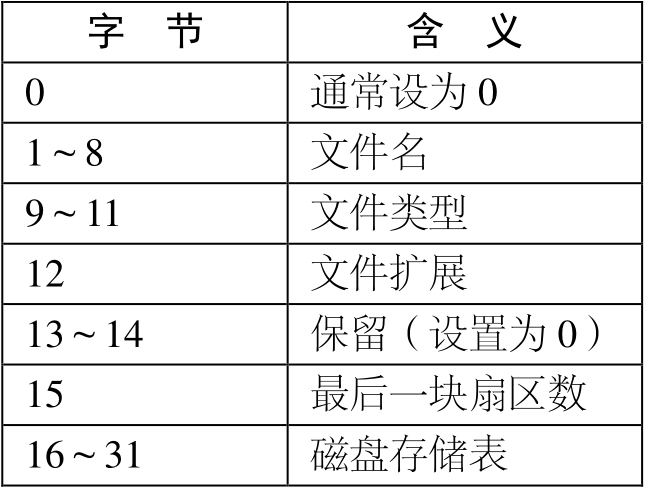 字 节 含 义
0 通常设为 0
1 ~ 8 文件名
9 ~ 11 文件类型
12 文件扩展
13 ~ 14 保留（设置为 0）
15 最后一块扇区数
16 ~ 31 磁盘存储表